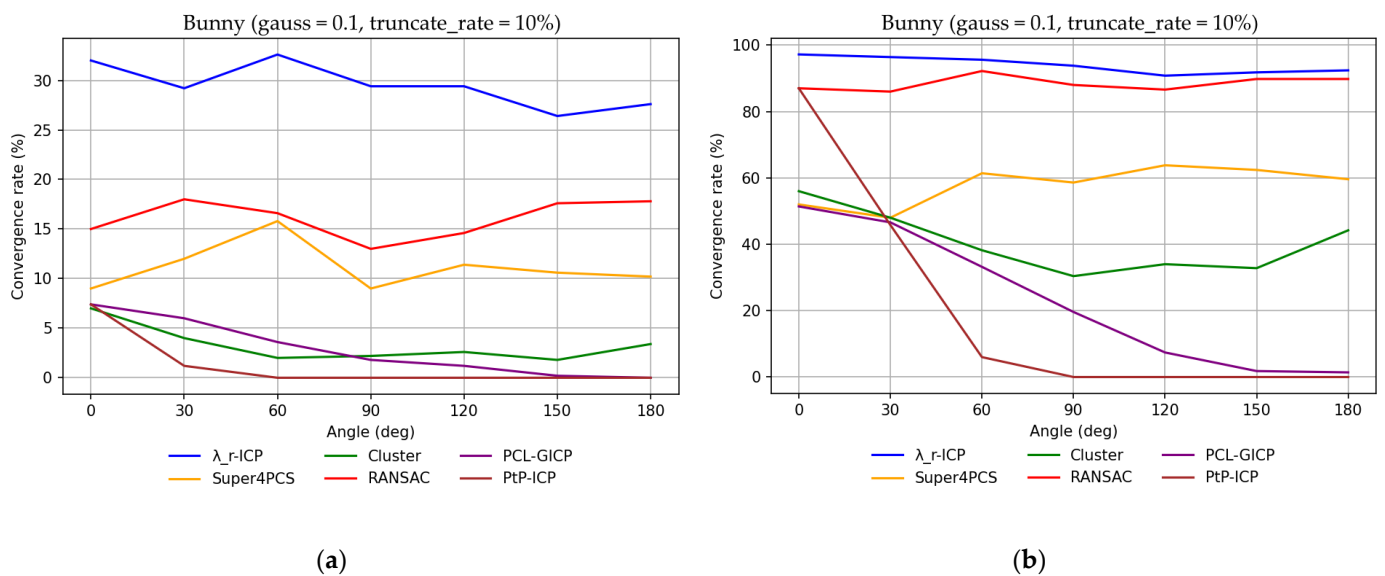 Bunny (gauss = 0.1, truncate_rate = 10%)
Convergence rate (%)
30
25
20
15
10
5
0
0 30 60 90 120 150 180
Angle (deg)
λ_r-ICP Cluster PCL-GICP
Super4PCS RANSAC PtP-ICP
(a)
Bunny (gauss = 0.1, truncate_rate = 10%)
Convergence rate (%)
100
80
60
40
20
0
0 30 60 90 120 150 180
Angle (deg)
λ_r-ICP Cluster PCL-GICP
Super4PCS RANSAC PtP-ICP
(b)